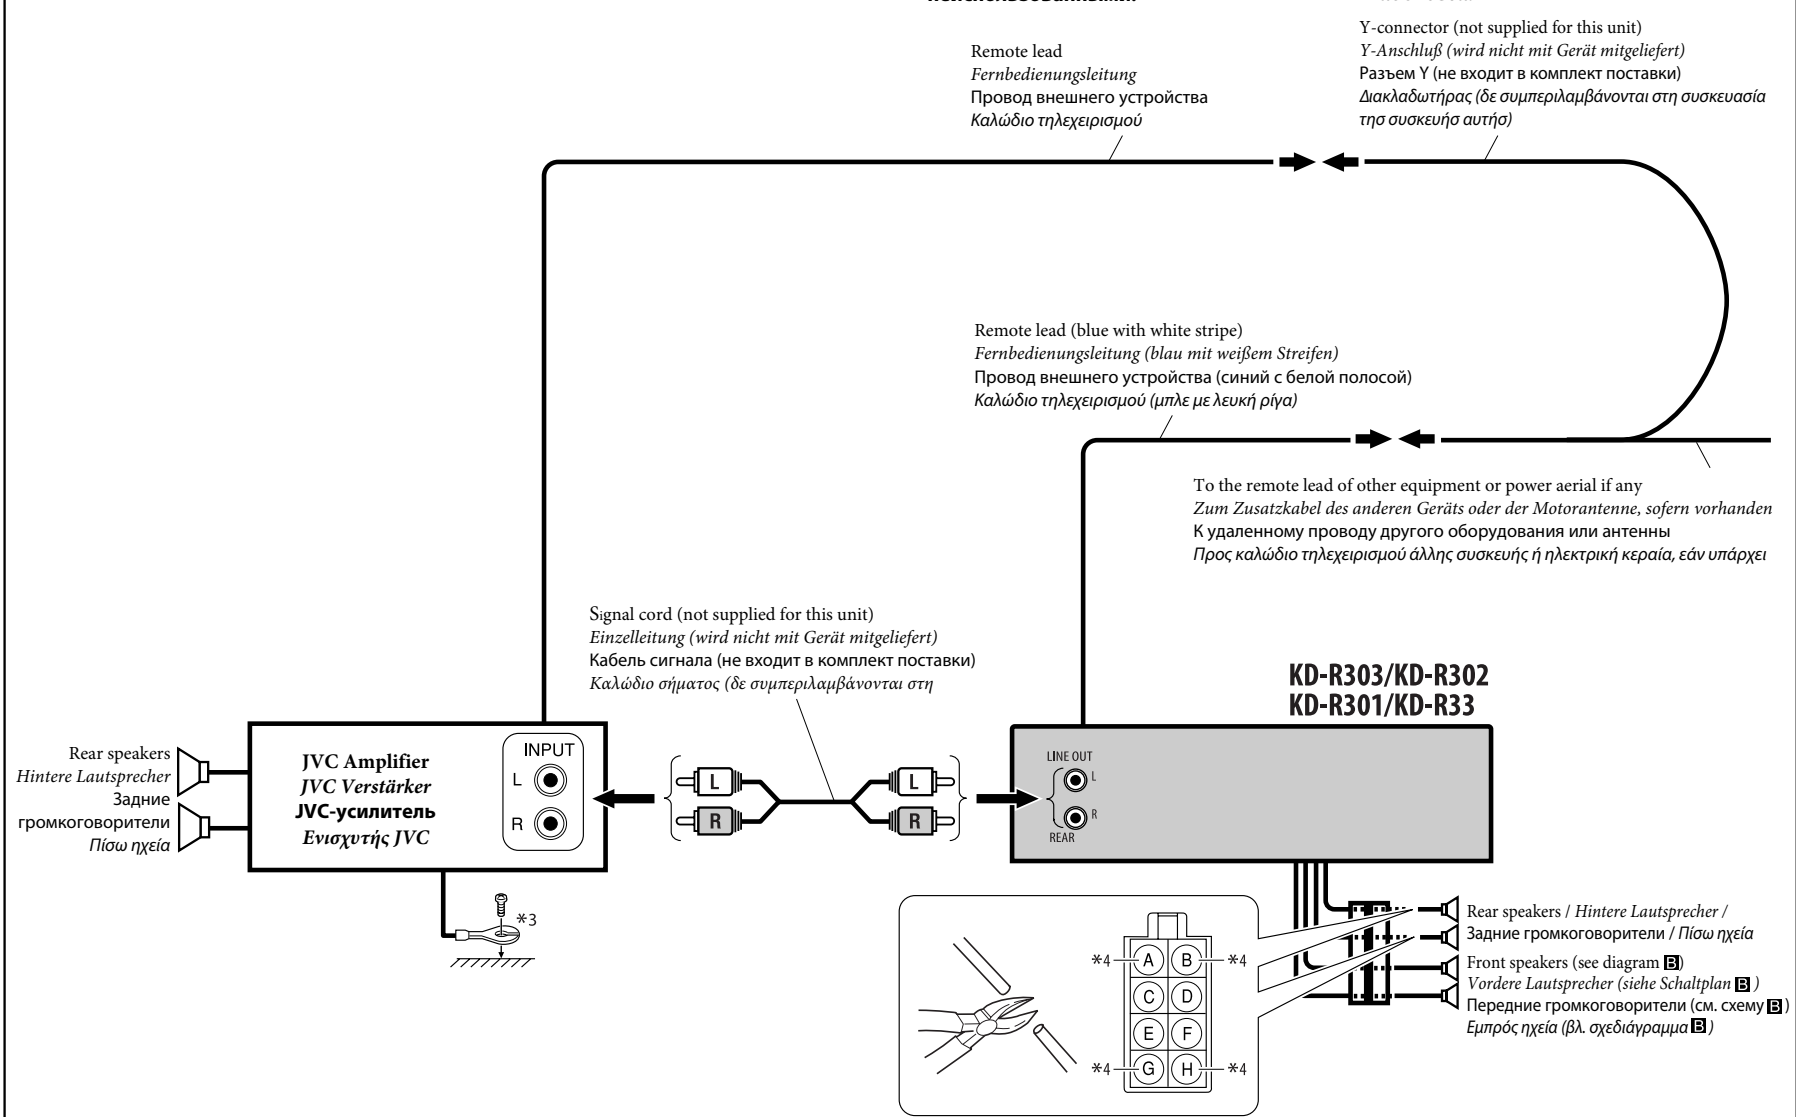 Remote lead
Fernbedienungsleitung
Провод внешнего устройства
Καλώδιο τηλεχειρισμού
Y-connector (not supplied for this unit)
Y-Anschluß (wird nicht mit Gerät mitgeliefert)
Разъем Y (не входит в комплект поставки)
Διακλαδωτήρας (δε συμπεριλαμβάνονται στη συσκευασία
τησ συσκευήσ αυτήσ)
Remote lead (blue with white stripe)
Fernbedienungsleitung (blau mit weißem Streifen)
Провод внешнего устройства (синий с белой полосой)
Καλώδιο τηλεχειρισμού (μπλε με λευκή ρίγα)
To the remote lead of other equipment or power aerial if any
Zum Zusatzkabel des anderen Geräts oder der Motorantenne, sofern vorhanden
К удаленному проводу другого оборудования или антенны
Προς καλώδιο τηλεχειρισμού άλλης συσκευής ή ηλεκτρική κεραία, εάν υπάρχει
Signal cord (not supplied for this unit)
Einzelleitung (wird nicht mit Gerät mitgeliefert)
Кабель сигнала (не входит в комплект поставки)
Καλώδιο σήματος (δε συμπεριλαμβάνονται στη
KD-R303/KD-R302
KD-R301/KD-R33
Rear speakers
Hintere Lautsprecher
Задние
громкоговорители
Πίσω ηχεία
JVC Amplifier
JVC Verstärker
JVC-усилитель
Ενισχυτής JVC
INPUT
L
R
L
R
L
R
LINE OUT
L
R
REAR
*3
*4 A B *4
C D
E F
*4 G H *4
Rear speakers / Hintere Lautsprecher /
Задние громкоговорители / Πίσω ηχεία
Front speakers (see diagram B)
Vordere Lautsprecher (siehe Schaltplan B )
Передние громкоговорители (см. схему B )
Εμπρός ηχεία (βλ. σχεδιάγραμμα B )